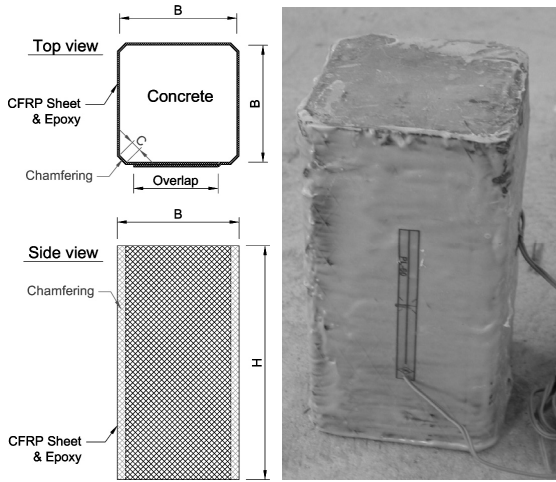 B
Top view
CFRP Sheet
& Epoxy
Concrete
B
C
Chamfering
Overlap
B
Side view
Chamfering
H
CFRP Sheet
& Epoxy